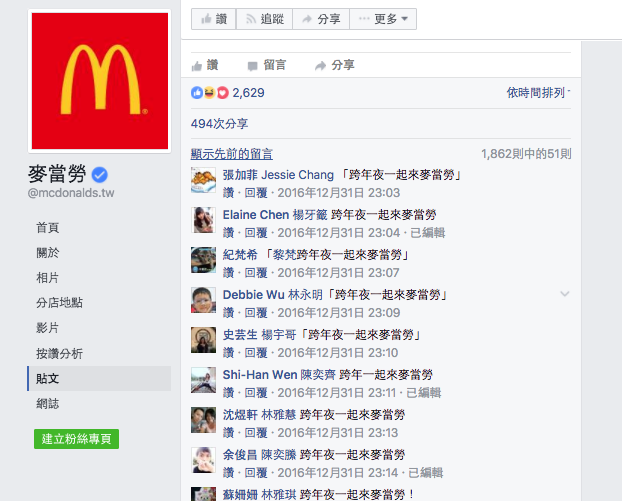 讚 追蹤 分享 ··· 更多
讚 留言 分享
2,629 依時間排列
494次分享
顯示先前的留言 1,862則中的51則
張加菲 Jessie Chang 「跨年夜一起來麥當勞」
讚 · 回覆 · 2016年12月31日 23:03
Elaine Chen 楊牙籤 跨年夜一起來麥當勞
讚 · 回覆 · 2016年12月31日 23:04 · 已編輯
紀梵希 「黎梵跨年夜一起來麥當勞」
讚 · 回覆 · 2016年12月31日 23:07
Debbie Wu 林永明「跨年夜一起來麥當勞」
讚 · 回覆 · 2016年12月31日 23:09
史芸生 楊宇哥「跨年夜一起來麥當勞」
讚 · 回覆 · 2016年12月31日 23:10
Shi-Han Wen 陳奕齊 跨年一起來麥當勞
讚 · 回覆 · 2016年12月31日 23:11 · 已編輯
沈煜軒 林雅慧 跨年夜一起來麥當勞
讚 · 回覆 · 2016年12月31日 23:13
余俊昌 陳奕騰 跨年夜一起來麥當勞
讚 · 回覆 · 2016年12月31日 23:14 · 已編輯
蘇姍姍 林雅琪 跨年夜一起來麥當勞！
麥當勞
@mcdonalds.tw
首頁
關於
相片
分店地點
影片
按讚分析
貼文
網誌
建立粉絲專頁